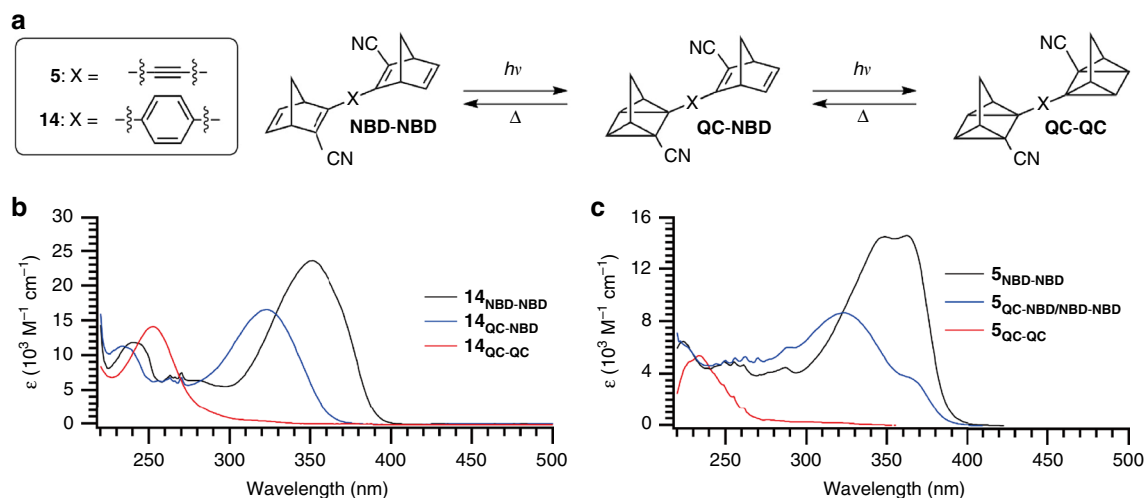 a
5: X =
14: X =
NC
X
CN
NBD-NBD
hν
Δ
NC
X
CN
QC-NBD
hν
Δ
NC
X
CN
QC-QC
b
ε (10³ M⁻¹ cm⁻¹)
30
25
20
15
10
5
0
250 300 350 400 450 500
Wavelength (nm)
14NBD-NBD
14QC-NBD
14QC-QC
c
ε (10³ M⁻¹ cm⁻¹)
16
12
8
4
0
250 300 350 400 450 500
Wavelength (nm)
5NBD-NBD
5QC-NBD/NBD-NBD
5QC-QC